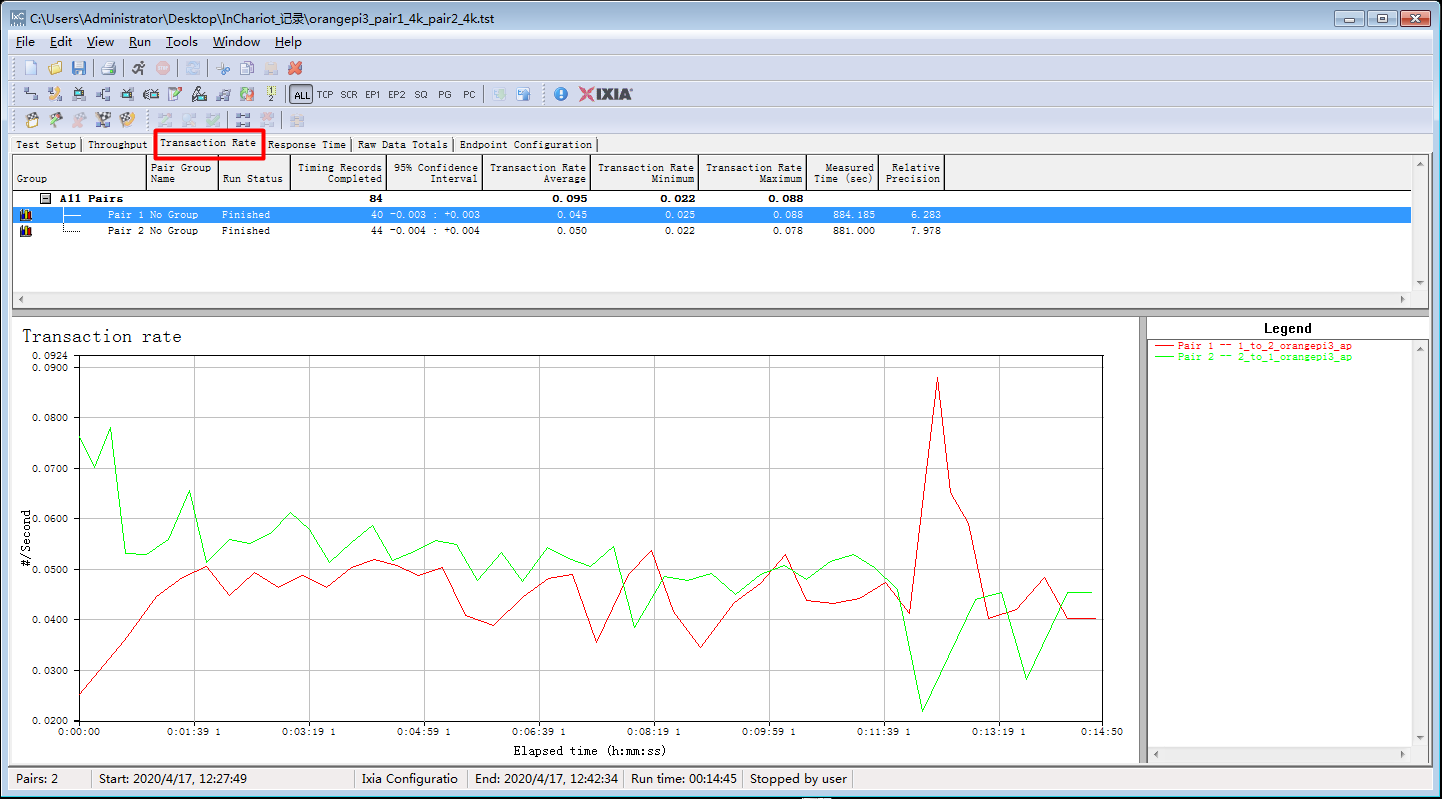 C:\Users\Administrator\Desktop\InChariot_记录\orangepi3_pair1_4k_pair2_4k.tst
File Edit View Run Tools Window Help
ALL TCP SCR EP1 EP2 SQ PG PC XIXIA
Test Setup Throughput Transaction Rate Response Time Raw Data Totals Endpoint Configuration
Group Pair Group Name Run Status Timing Records Completed 95% Confidence Interval Transaction Rate Average Transaction Rate Minimum Transaction Rate Maximum Measured Time (sec) Relative Precision
All Pairs 84 0.095 0.022 0.088
Pair 1 No Group Finished 40 -0.003 : +0.003 0.045 0.025 0.088 884.185 6.283
Pair 2 No Group Finished 44 -0.004 : +0.004 0.050 0.022 0.078 881.000 7.978
Transaction rate
0.0924
0.0900
0.0800
0.0700
0.0600
0.0500
0.0400
0.0300
0.0200
#/Second
0:00:00 0:01:39 1 0:03:19 1 0:04:59 1 0:06:39 1 0:08:19 1 0:09:59 1 0:11:39 1 0:13:19 1 0:14:50
Elapsed time (h:mm:ss)
Legend
Pair 1 -- 1_to_2_orangepi3_ap
Pair 2 -- 2_to_1_orangepi3_ap
Pairs: 2 Start: 2020/4/17, 12:27:49 Ixia Configuratio End: 2020/4/17, 12:42:34 Run time: 00:14:45 Stopped by user